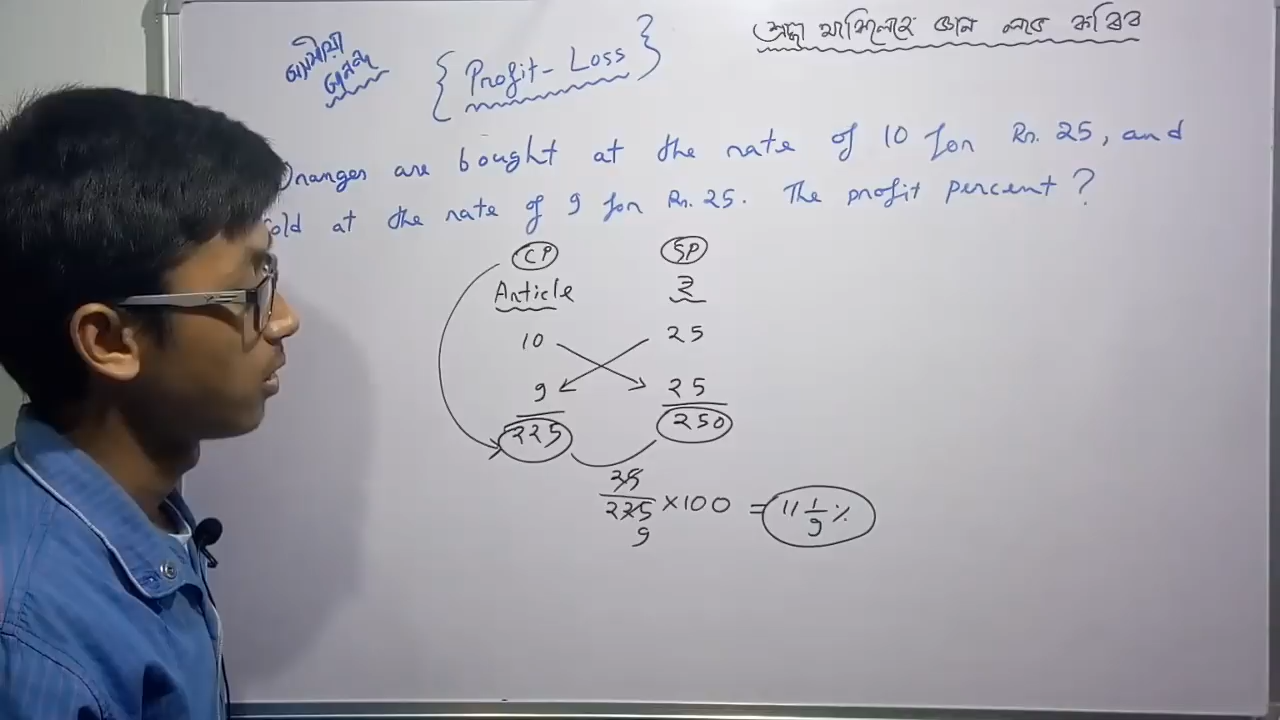 { Profit - Loss }
Oranges are bought at the rate of 10 for Rs. 25, and
sold at the rate of 9 for Rs. 25. The profit percent ?
CP SP
Article ₹
10 25
9 25
225 250
25
225 × 100 = 11 1/9 %
9